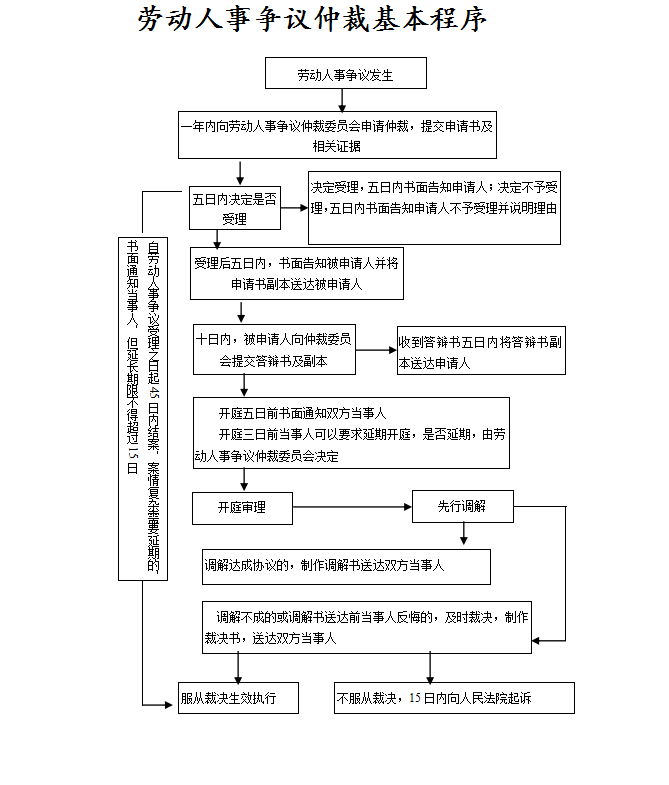 劳动人事争议仲裁基本程序
劳动人事争议发生
一年内向劳动人事争议仲裁委员会申请仲裁，提交申请书及
相关证据
五日内决定是否
受理
决定受理，五日内书面告知申请人；决定不予受
理，五日内书面告知申请人不予受理并说明理由
受理后五日内，书面告知被申请人并将
申请书副本送达被申请人
自劳动人事争议受理之日起45日内结案，案情复杂需要延期的，
书面通知当事人，但延长期限不得超过15日
十日内，被申请人向仲裁委员
会提交答辩书及副本
收到答辩书五日内将答辩书副
本送达申请人
开庭五日前书面通知双方当事人
开庭三日前当事人可以要求延期开庭，是否延期，由劳
动人事争议仲裁委员会决定
开庭审理
先行调解
调解达成协议的，制作调解书送达双方当事人
调解不成的或调解书送达前当事人反悔的，及时裁决，制作
裁决书，送达双方当事人
服从裁决生效执行
不服从裁决，15日内向人民法院起诉